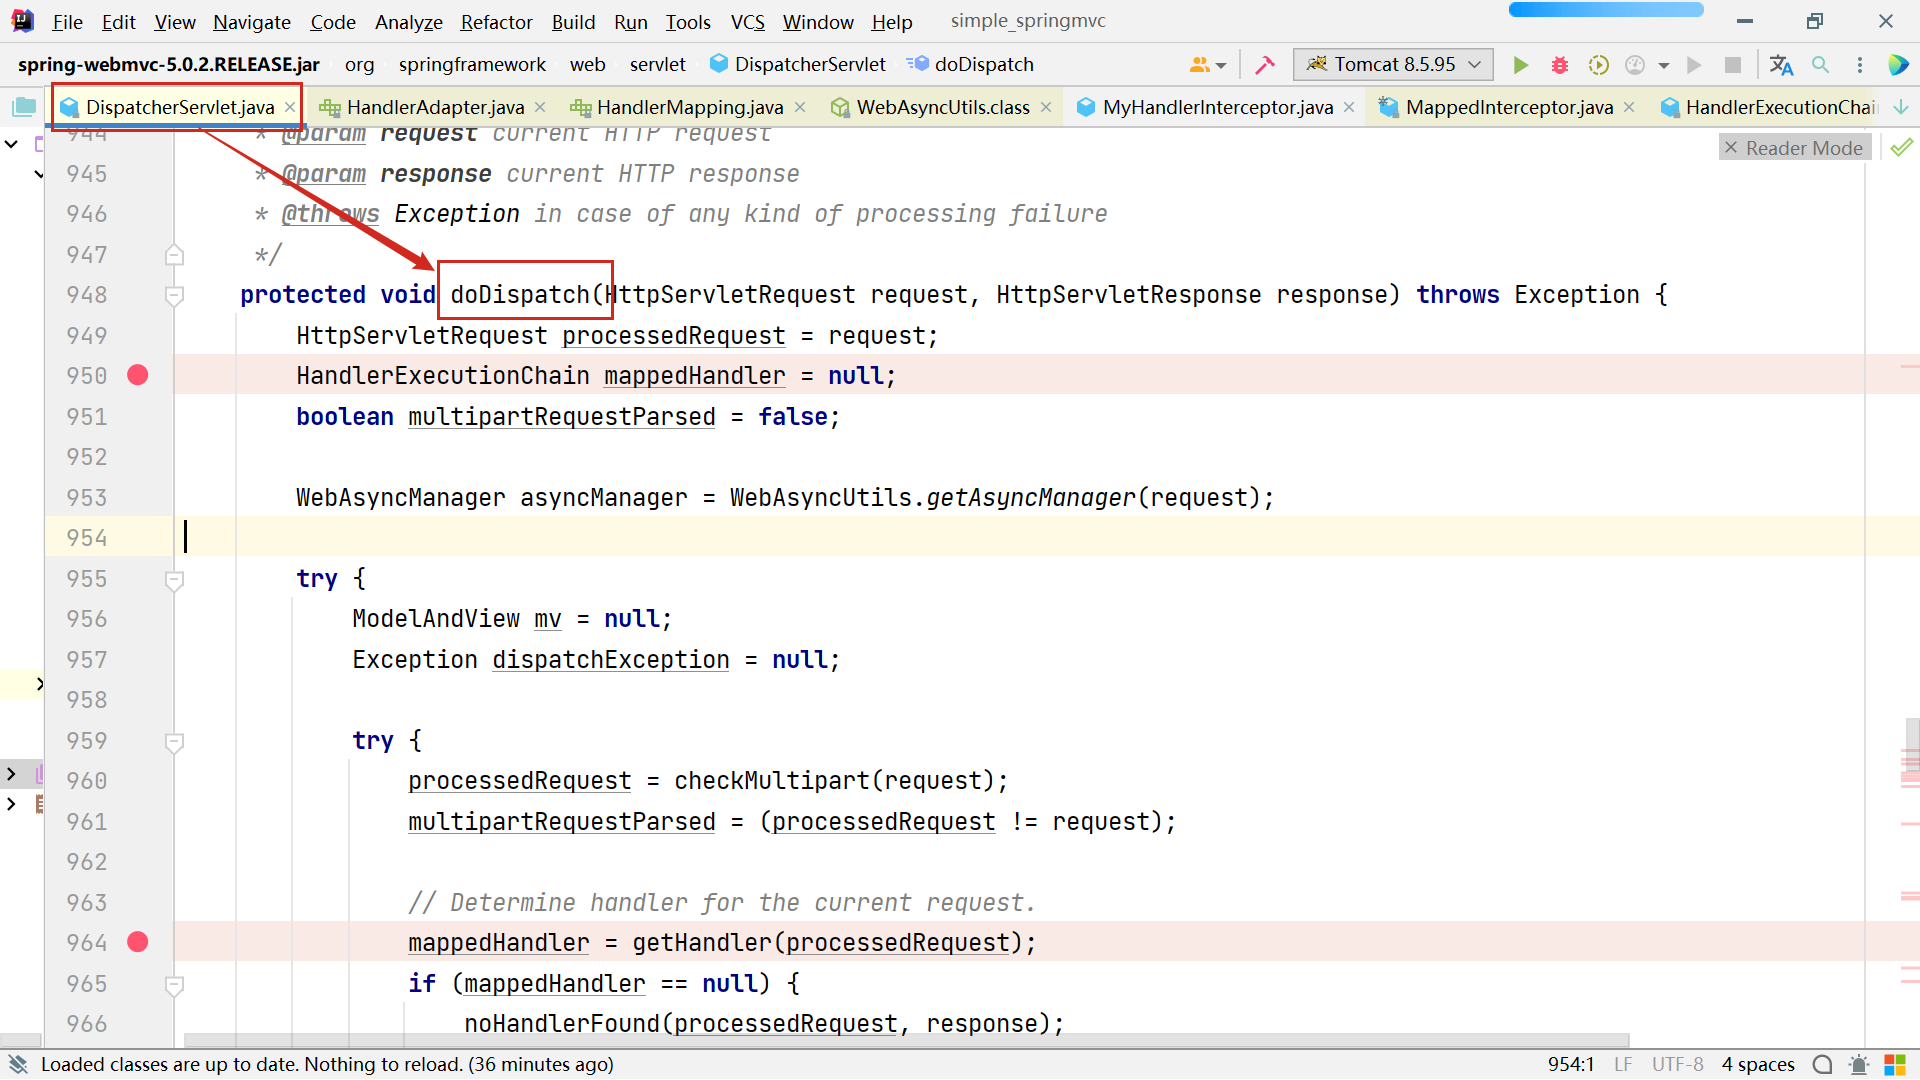 File Edit View Navigate Code Analyze Refactor Build Run Tools VCS Window Help simple_springmvc
spring-webmvc-5.0.2.RELEASE.jar org springframework web servlet DispatcherServlet doDispatch Tomcat 8.5.95
DispatcherServlet.java HandlerAdapter.java HandlerMapping.java WebAsyncUtils.class MyHandlerInterceptor.java MappedInterceptor.java HandlerExecutionChai
944 * @param request current HTTP request
Reader Mode
945 * @param response current HTTP response
946 * @throws Exception in case of any kind of processing failure
947 */
948 protected void doDispatch(HttpServletRequest request, HttpServletResponse response) throws Exception {
949 HttpServletRequest processedRequest = request;
950 HandlerExecutionChain mappedHandler = null;
951 boolean multipartRequestParsed = false;
952
953 WebAsyncManager asyncManager = WebAsyncUtils.getAsyncManager(request);
954
955 try {
956 ModelAndView mv = null;
957 Exception dispatchException = null;
958
959 try {
960 processedRequest = checkMultipart(request);
961 multipartRequestParsed = (processedRequest != request);
962
963 // Determine handler for the current request.
964 mappedHandler = getHandler(processedRequest);
965 if (mappedHandler == null) {
966 noHandlerFound(processedRequest, response);
Loaded classes are up to date. Nothing to reload. (36 minutes ago) 954:1 LF UTF-8 4 spaces